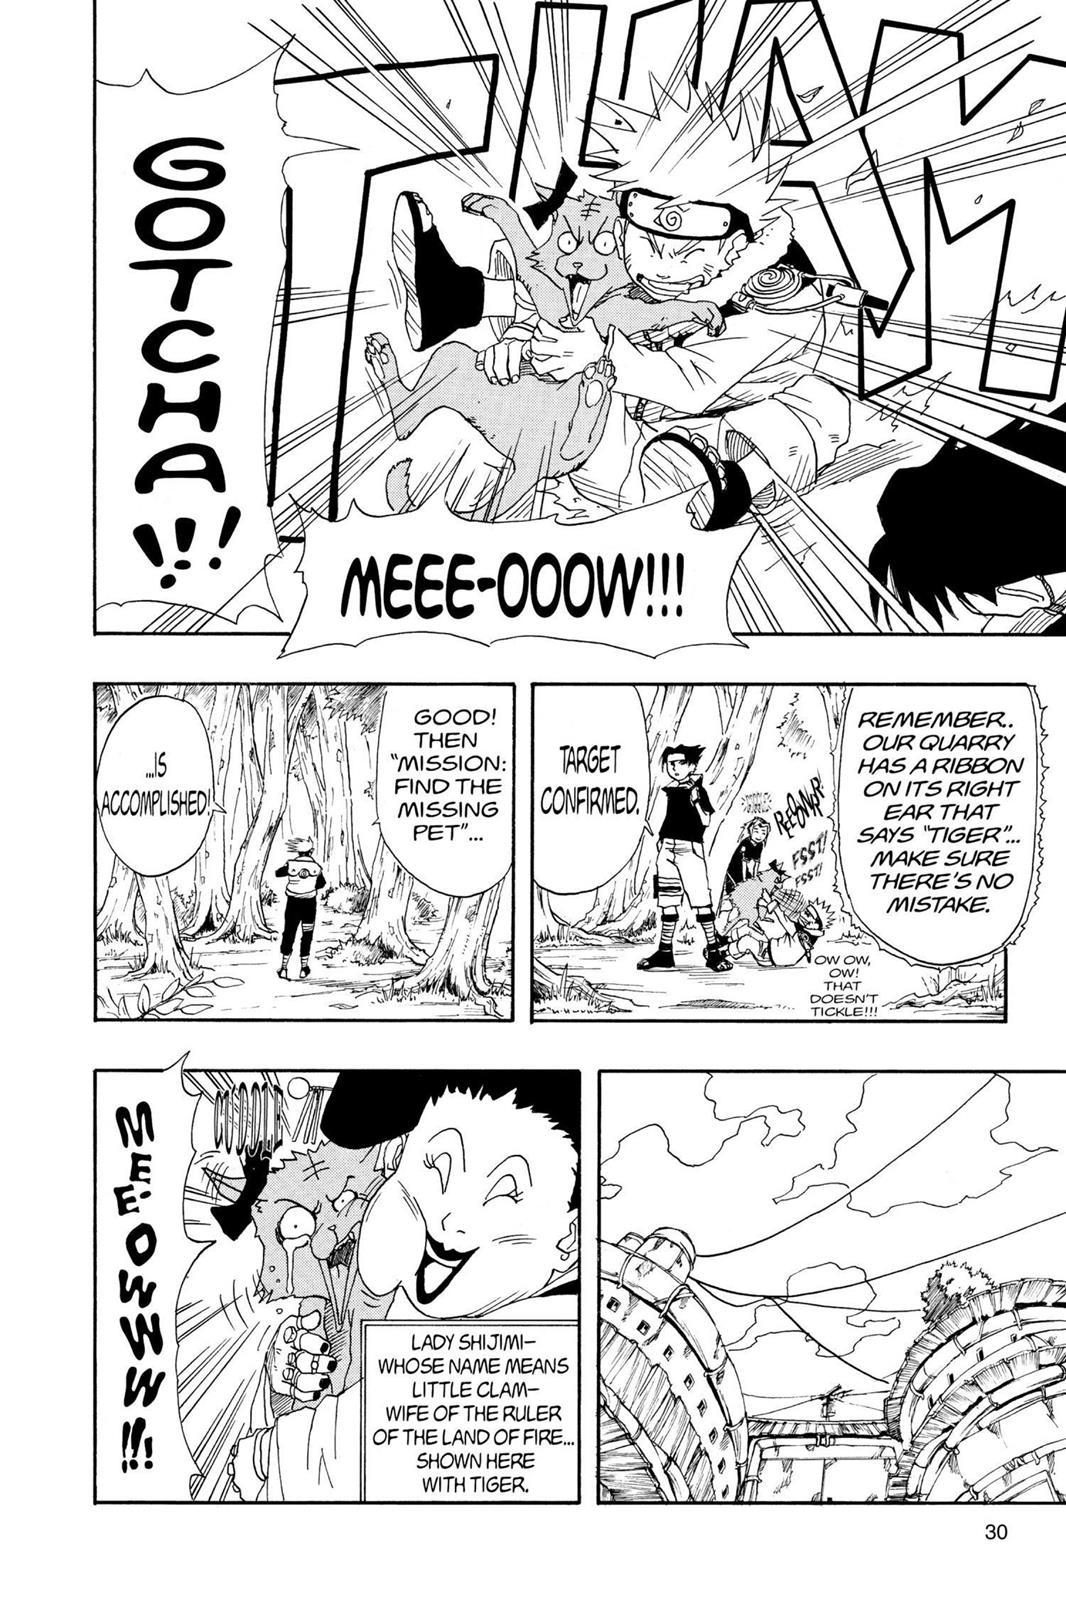 GOTCHA!!!
MEEE-OOOW!!!
REMEMBER..
OUR QUARRY
HAS A RIBBON
ON ITS RIGHT
EAR THAT
SAYS "TIGER"...
MAKE SURE
THERE'S NO
MISTAKE.
FSST!
FSST!
OW OW,
OW!
THAT
DOESN'T
TICKLE!!!
TARGET
CONFIRMED.
GOOD!
THEN
"MISSION:
FIND THE
MISSING
PET"...
...IS
ACCOMPLISHED!
CUDDLE
MEE-OWWW!!!
LADY SHIJIMI–
WHOSE NAME MEANS
LITTLE CLAM–
WIFE OF THE RULER
OF THE LAND OF FIRE...
SHOWN HERE
WITH TIGER.
30